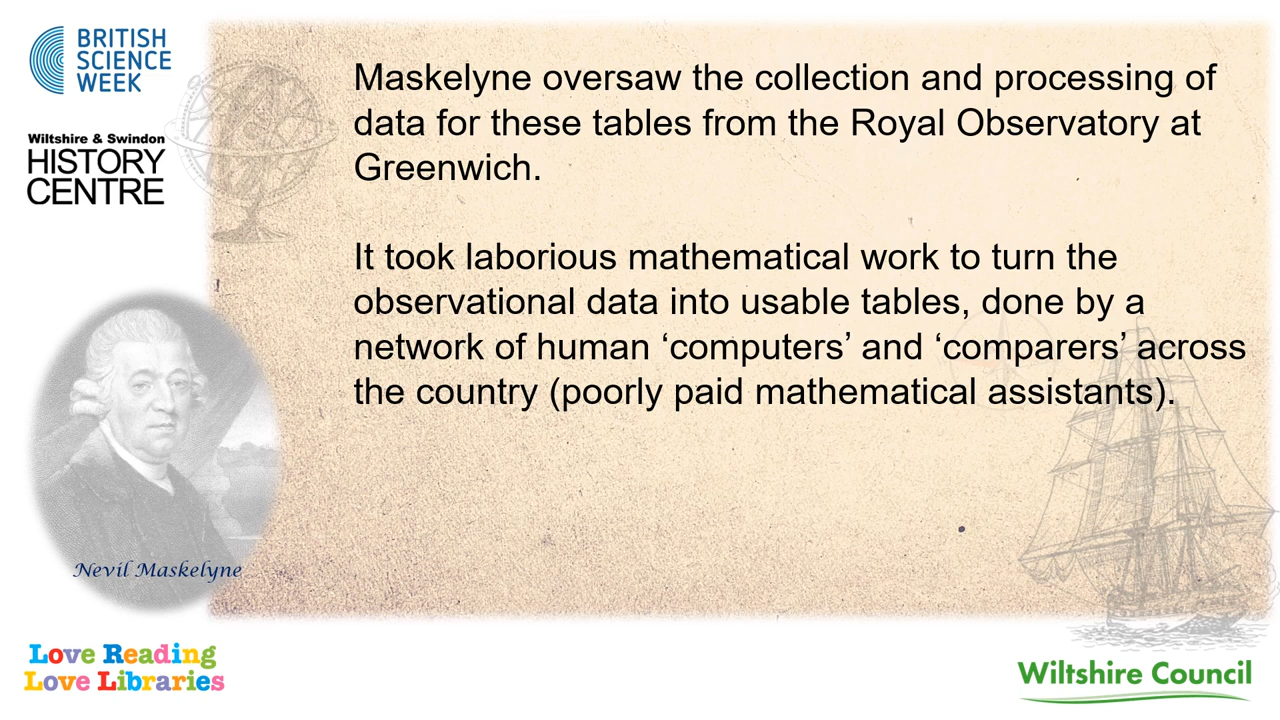 BRITISH
SCIENCE
WEEK
Wiltshire & Swindon
HISTORY
CENTRE
Maskelyne oversaw the collection and processing of
data for these tables from the Royal Observatory at
Greenwich.
It took laborious mathematical work to turn the
observational data into usable tables, done by a
network of human ‘computers’ and ‘comparers’ across
the country (poorly paid mathematical assistants).
Nevil Maskelyne
Love Reading
Love Libraries
Wiltshire Council